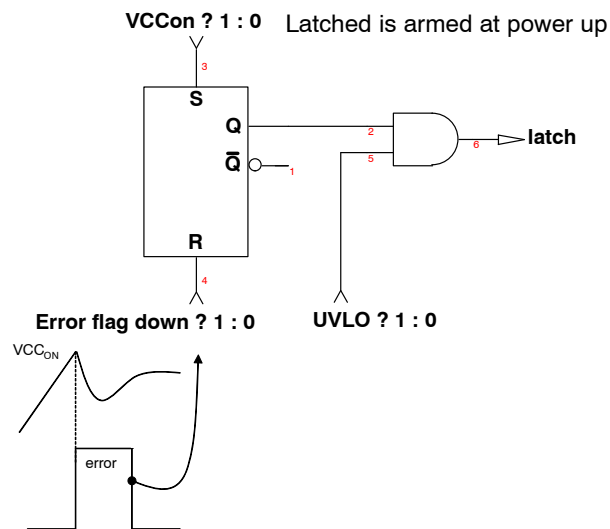 VCCon ? 1 : 0
Latched is armed at power up
3
S
Q
2
latch
6
Q̅
5
1
R
4
Error flag down ? 1 : 0
UVLO ? 1 : 0
VCCON
error